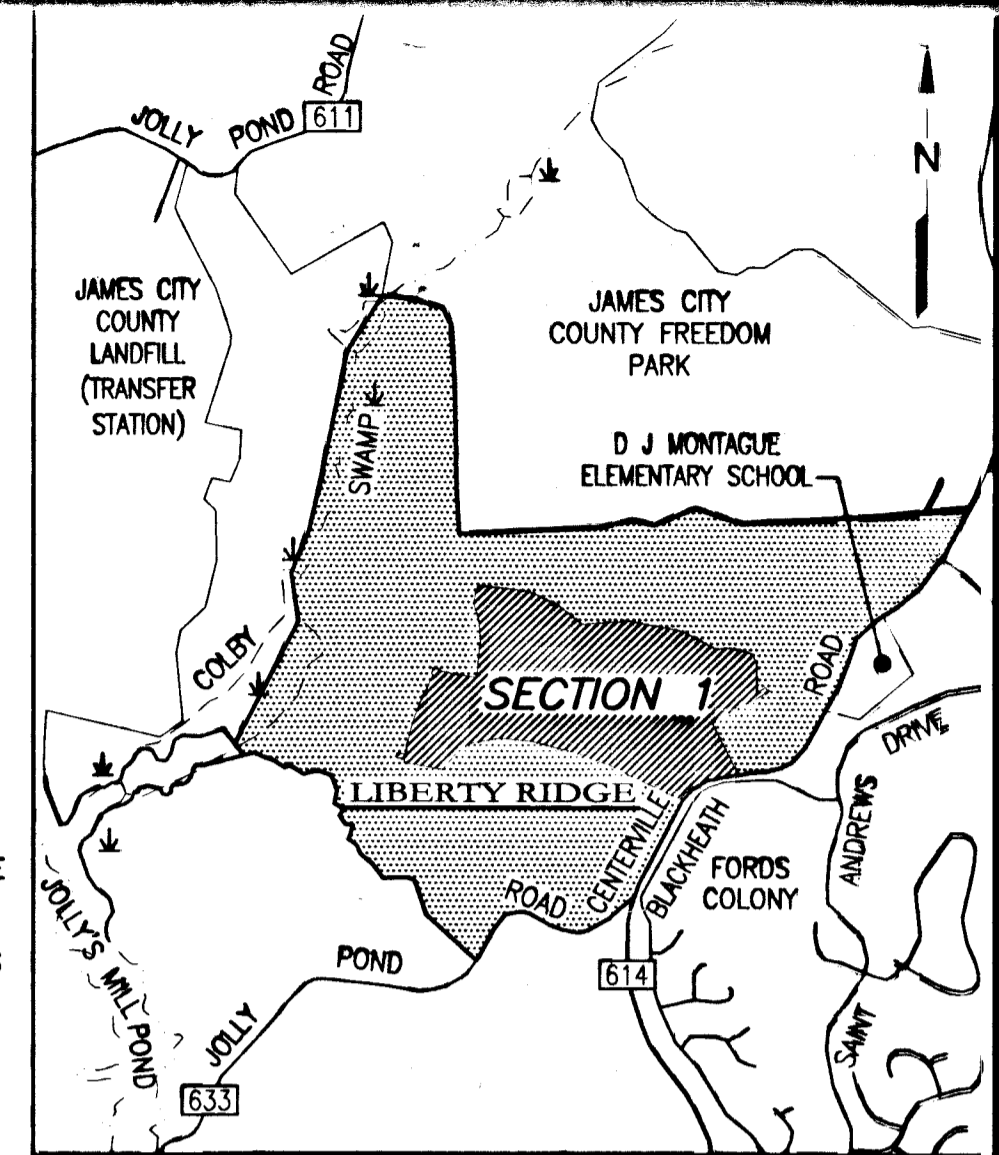 JOLLY POND ROAD
611
N
JAMES CITY
COUNTY
LANDFILL
(TRANSFER
STATION)
JAMES CITY
COUNTY FREEDOM
PARK
D J MONTAGUE
ELEMENTARY SCHOOL
SWAMP
COLBY
ROAD
SECTION 1
DRIVE
LIBERTY RIDGE
CENTERVILLE
BLACKHEATH
ANDREWS
FORDS
COLONY
ROAD
POND
614
JOLLY'S MILL POND
JOLLY
SAINT
633